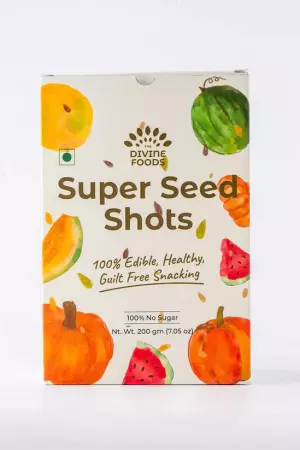 THE
DIVINE
FOODS
Super Seed
Shots
100% Edible, Healthy,
Guilt Free Snacking
100% No Sugar
Nt. Wt. 200 gm (7.05 oz)